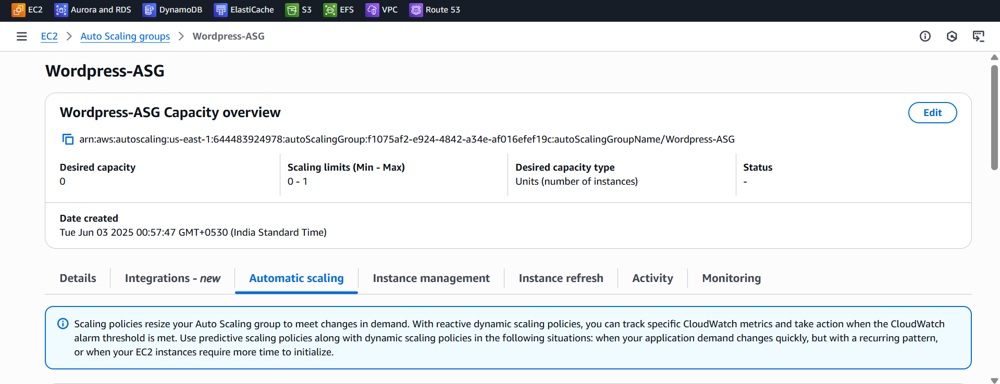 EC2 Aurora and RDS DynamoDB ElastiCache S3 EFS VPC Route 53
EC2 Auto Scaling groups Wordpress-ASG
Wordpress-ASG
Wordpress-ASG Capacity overview
Edit
arn:aws:autoscaling:us-east-1:644483924978:autoScalingGroup:f1075af2-e924-4842-a34e-af016efef19c:autoScalingGroupName/Wordpress-ASG
Desired capacity
0
Scaling limits (Min - Max)
0 - 1
Desired capacity type
Units (number of instances)
Status
-
Date created
Tue Jun 03 2025 00:57:47 GMT+0530 (India Standard Time)
Details Integrations - new Automatic scaling Instance management Instance refresh Activity Monitoring
Scaling policies resize your Auto Scaling group to meet changes in demand. With reactive dynamic scaling policies, you can track specific CloudWatch metrics and take action when the CloudWatch
alarm threshold is met. Use predictive scaling policies along with dynamic scaling policies in the following situations: when your application demand changes quickly, but with a recurring pattern,
or when your EC2 instances require more time to initialize.